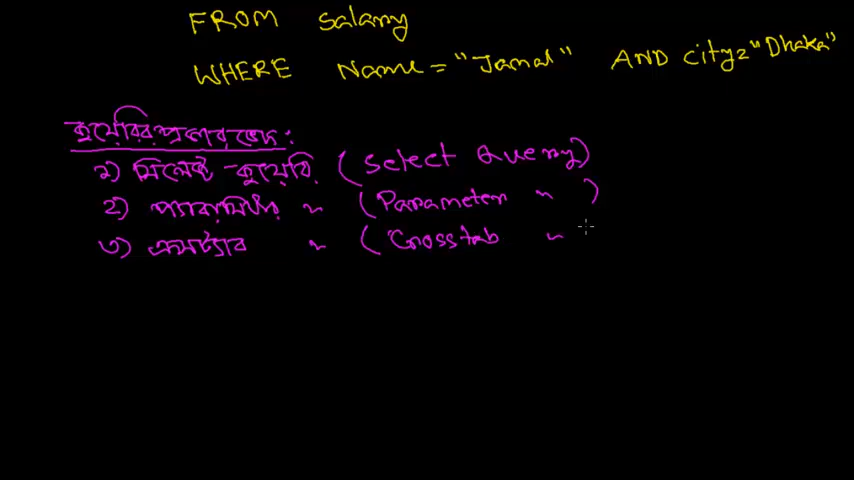 FROM Salary
WHERE Name = "Jamal" AND City = "Dhaka"
কুয়েরির প্রকারভেদ :
১) সিলেক্ট কুয়েরি (Select Query)
২) প্যারামিটার " (Parameter " )
৩) ক্রসট্যাব " (Crosstab "